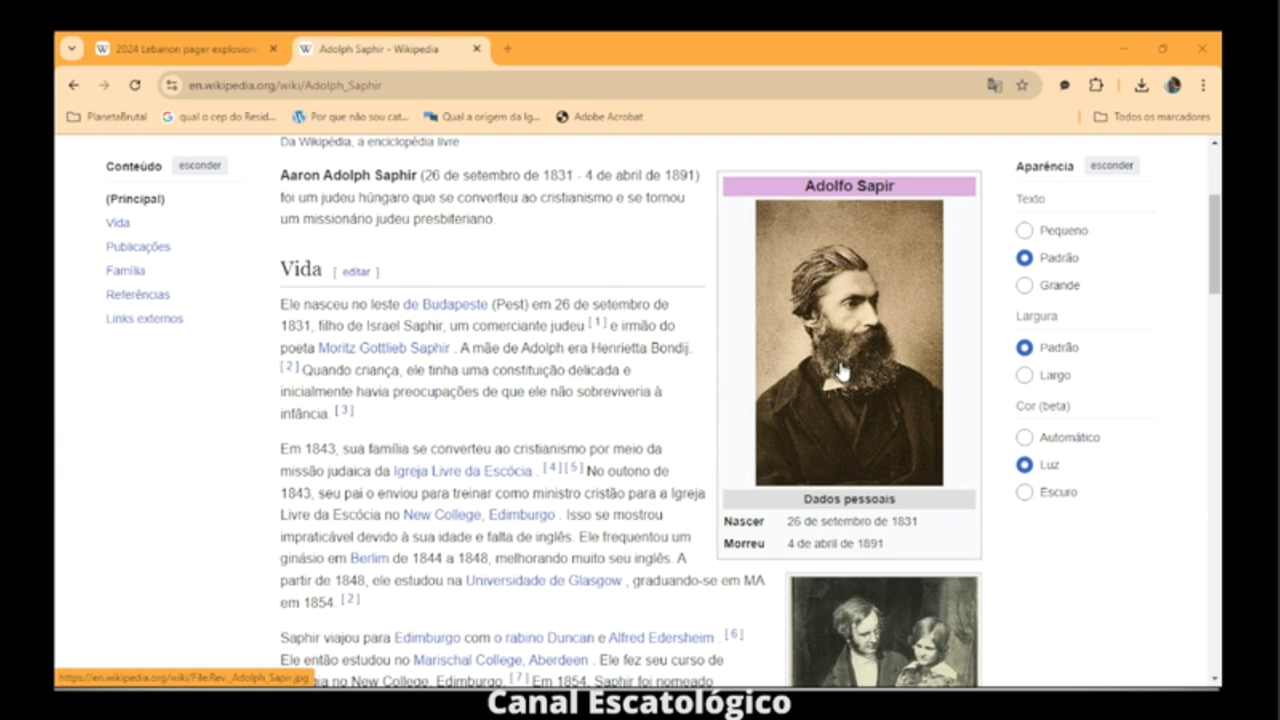 2024 Lebanon pager explosion
Adolph Saphir - Wikipedia
en.wikipedia.org/wiki/Adolph_Saphir
PlanetaBrutal
qual o cep do Resid...
Por que não sou cat...
Qual a origem da Ig...
Adobe Acrobat
Todos os marcadores
Da Wikipédia, a enciclopédia livre
Conteúdo esconder
(Principal)
Vida
Publicações
Família
Referências
Links externos
Aaron Adolph Saphir (26 de setembro de 1831 - 4 de abril de 1891)
foi um judeu húngaro que se converteu ao cristianismo e se tornou
um missionário judeu presbiteriano.
Vida [ editar ]
Ele nasceu no leste de Budapeste (Pest) em 26 de setembro de
1831, filho de Israel Saphir, um comerciante judeu [1] e irmão do
poeta Moritz Gottlieb Saphir . A mãe de Adolph era Henrietta Bondij.
[2] Quando criança, ele tinha uma constituição delicada e
inicialmente havia preocupações de que ele não sobreviveria à
infância. [3]
Em 1843, sua família se converteu ao cristianismo por meio da
missão judaica da Igreja Livre da Escócia . [4][5] No outono de
1843, seu pai o enviou para treinar como ministro cristão para a Igreja
Livre da Escócia no New College, Edimburgo . Isso se mostrou
impraticável devido à sua idade e falta de inglês. Ele frequentou um
ginásio em Berlim de 1844 a 1848, melhorando muito seu inglês. A
partir de 1848, ele estudou na Universidade de Glasgow , graduando-se em MA
em 1854. [2]
Saphir viajou para Edimburgo com o rabino Duncan e Alfred Edersheim . [6]
Ele então estudou no Marischal College, Aberdeen . Ele fez seu curso de
no New College, Edimburgo. [7] Em 1854, Saphir foi nomeado
Adolfo Sapir
Dados pessoais
Nascer 26 de setembro de 1831
Morreu 4 de abril de 1891
Aparência esconder
Texto
Pequeno
Padrão
Grande
Largura
Padrão
Largo
Cor (beta)
Automático
Luz
Escuro
https://en.wikipedia.org/wiki/File:Rev._Adolph_Sapir.jpg
Canal Escatológico